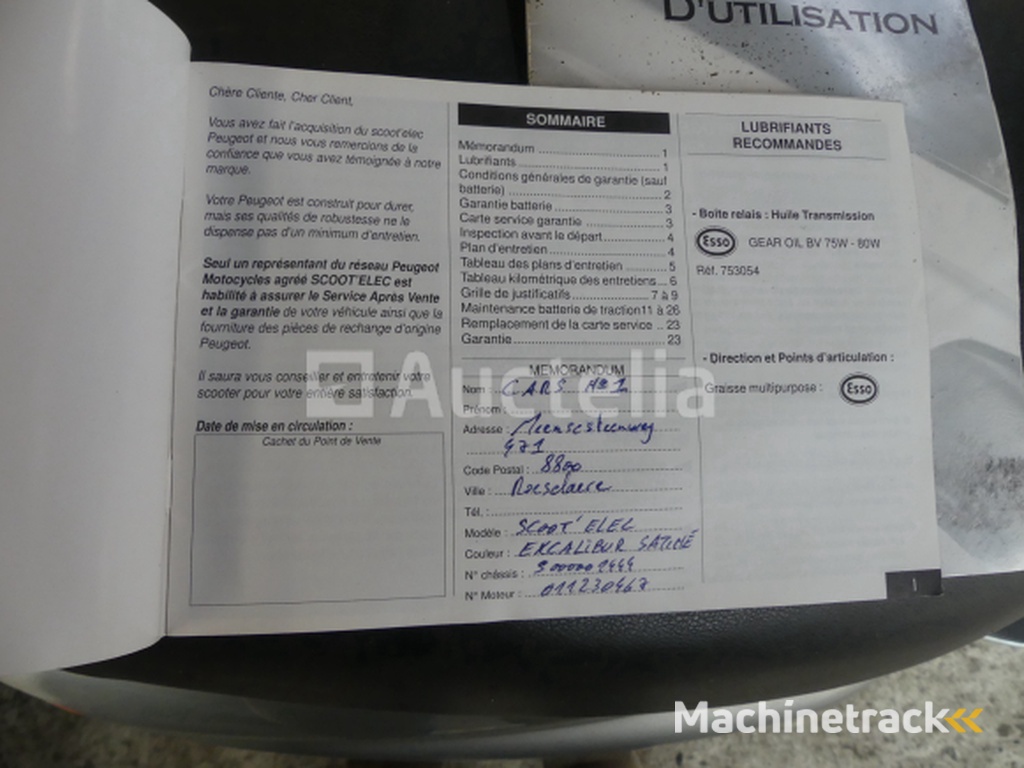 D'UTILISATION
Chère Cliente, Cher Client,
Vous avez fait l'acquisition du scoot'elec
Peugeot et nous vous remercions de la
confiance que vous avez témoignée à notre
marque.
Votre Peugeot est construit pour durer,
mais ses qualités de robustesse ne le
dispense pas d'un minimum d'entretien.
Seul un représentant du réseau Peugeot
Motocycles agréé SCOOT'ELEC est
habilité à assurer le Service Après Vente
et la garantie de votre véhicule ainsi que la
fourniture des pièces de rechange d'origine
Peugeot.
Il saura vous conseiller et entretenir votre
scooter pour votre entière satisfaction.
Date de mise en circulation :
Cachet du Point de Vente
SOMMAIRE
Mémorandum ........ 1
Lubrifiants ........ 1
Conditions générales de garantie (sauf
batterie) ........ 2
Garantie batterie ........ 3
Carte service garantie ........ 3
Inspection avant le départ ........ 4
Plan d'entretien ........ 4
Tableau des plans d'entretien ........ 5
Tableau kilométrique des entretiens ... 6
Grille de justificatifs ........ 7 à 9
Maintenance batterie de traction 11 à 26
Remplacement de la carte service .. 23
Garantie ........ 23
MEMORANDUM
Nom : CARS N°1
Prénom :
Adresse : Meensesteenweg
471
Code Postal : 8800
Ville : Roeselaere
Tél. :
Modèle : SCOOT'ELEC
Couleur : EXCALIBUR SATINÉ
N° châssis :
N° Moteur : 011230467
LUBRIFIANTS
RECOMMANDES
- Boîte relais : Huile Transmission
Esso GEAR OIL BV 75W - 80W
Réf. 753054
- Direction et Points d'articulation :
Graisse multipurpose : Esso
1
Auctelia
Machinetrack